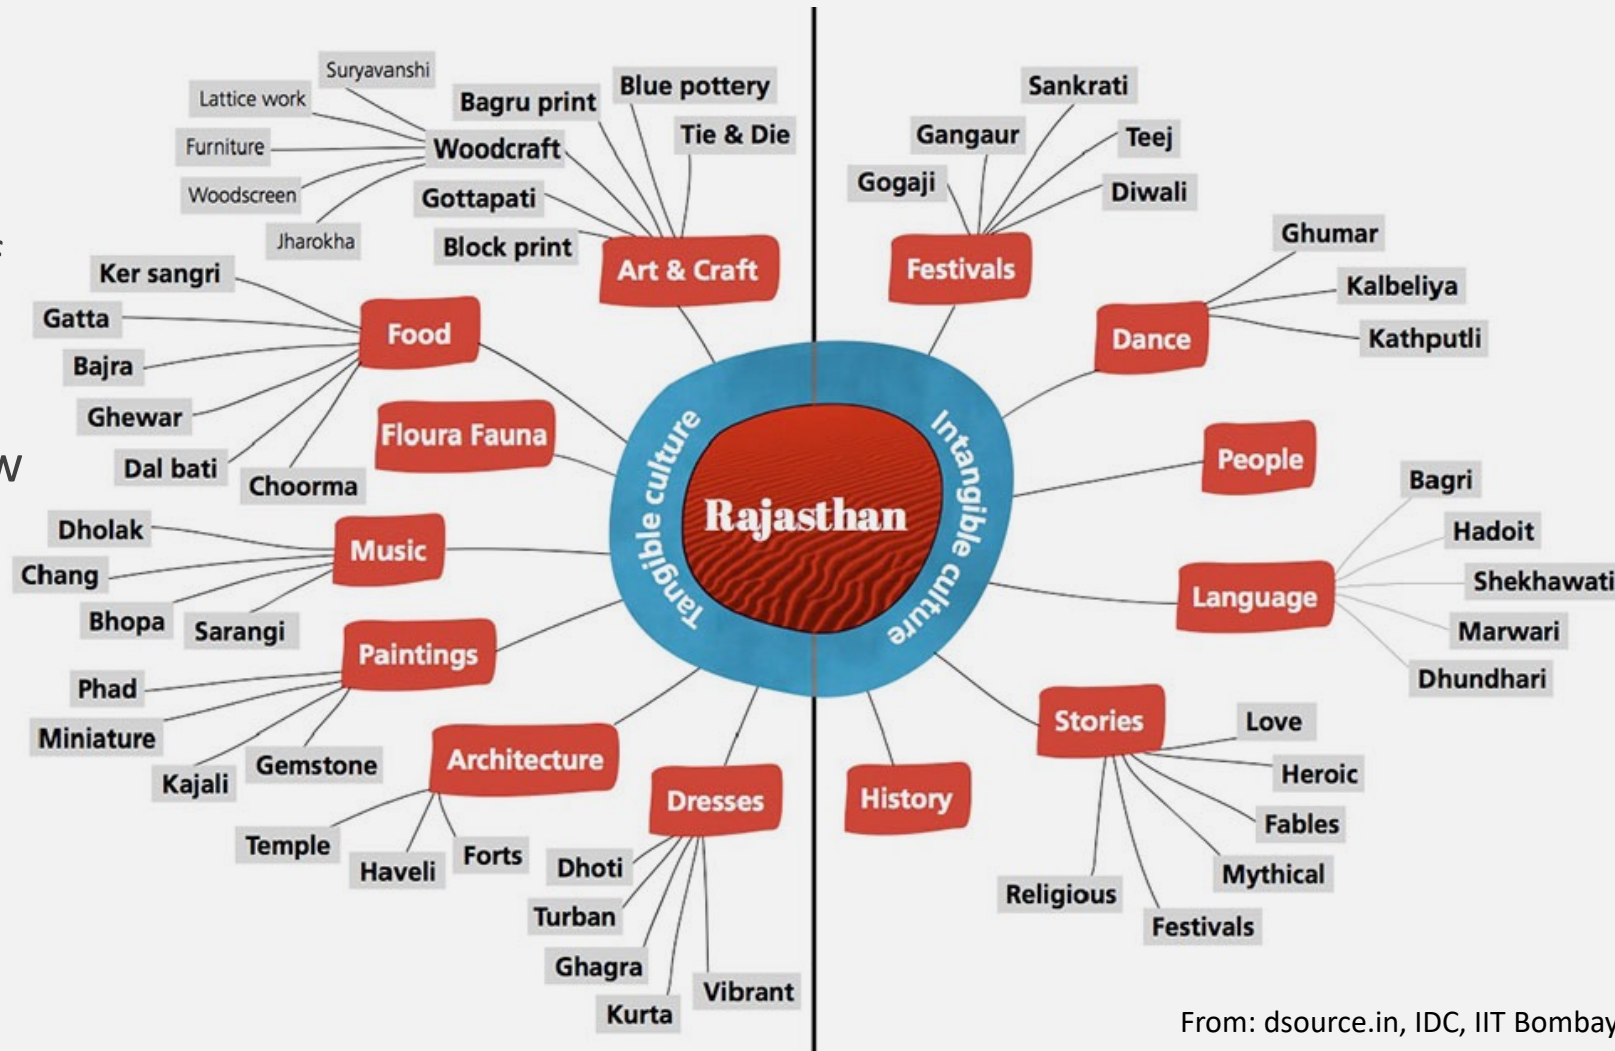 Suryavanshi
Lattice work
Furniture
Woodscreen
Jharokha
Woodcraft
Bagru print
Blue pottery
Tie & Die
Gottapati
Block print
Art & Craft
Ker sangri
Gatta
Bajra
Ghewar
Dal bati
Choorma
Food
Floura Fauna
Dholak
Chang
Bhopa
Sarangi
Music
Phad
Miniature
Kajali
Gemstone
Paintings
Temple
Haveli
Forts
Architecture
Dhoti
Turban
Ghagra
Kurta
Vibrant
Dresses
Tangible culture
Rajasthan
Intangible culture
Gogaji
Gangaur
Sankrati
Teej
Diwali
Festivals
Ghumar
Kalbeliya
Kathputli
Dance
People
Bagri
Hadoit
Shekhawati
Marwari
Dhundhari
Language
Stories
Love
Heroic
Fables
Mythical
Festivals
Religious
History
From: dsource.in, IDC, IIT Bombay